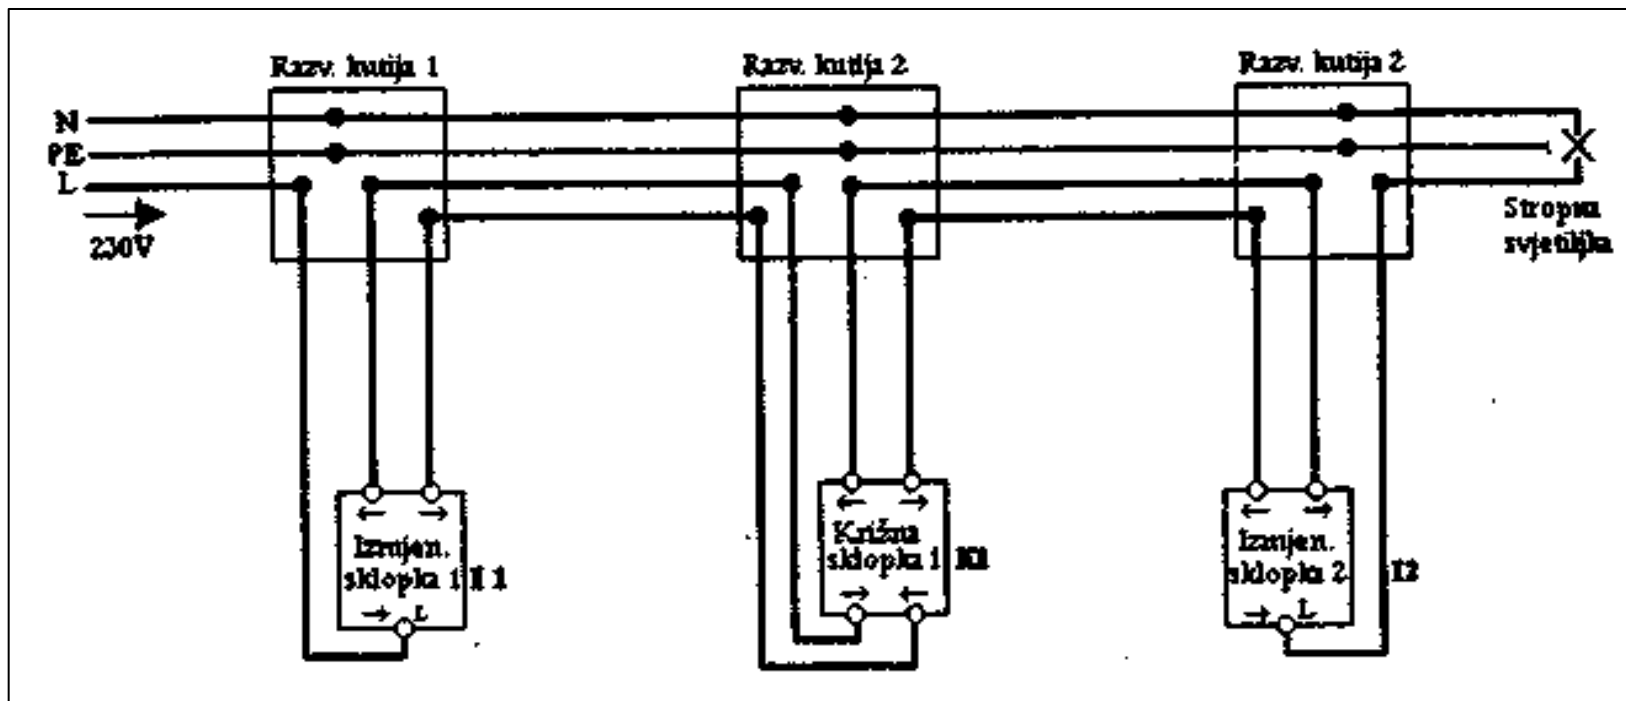 Razv. kutija 1
Razv. kutija 2
Razv. kutija 2
N
PE
L
230V
Stropna
svjetiljka
Izmjen.
sklopka 1 I 1
L
Križna
sklopka 1 K1
Izmjen.
sklopka 2 I2
L